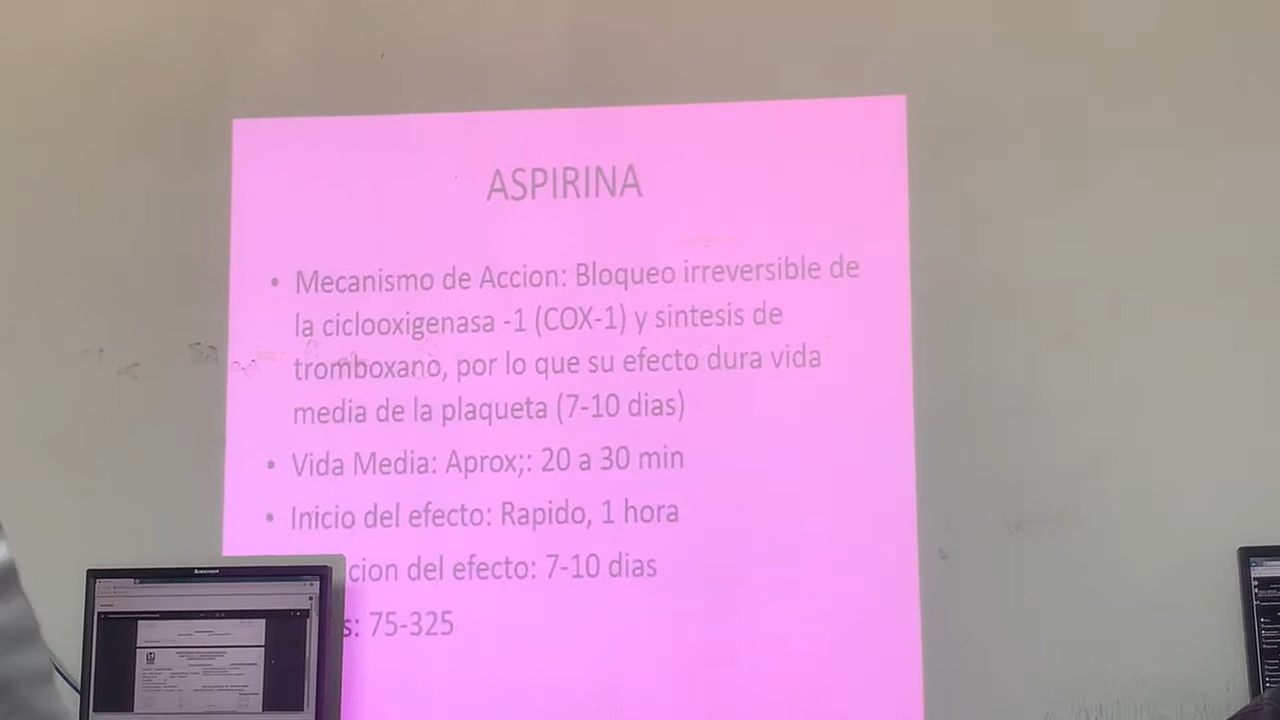 ASPIRINA
• Mecanismo de Accion: Bloqueo irreversible de
la ciclooxigenasa -1 (COX-1) y sintesis de
tromboxano, por lo que su efecto dura vida
media de la plaqueta (7-10 dias)
• Vida Media: Aprox;: 20 a 30 min
• Inicio del efecto: Rapido, 1 hora
cion del efecto: 7-10 dias
s: 75-325